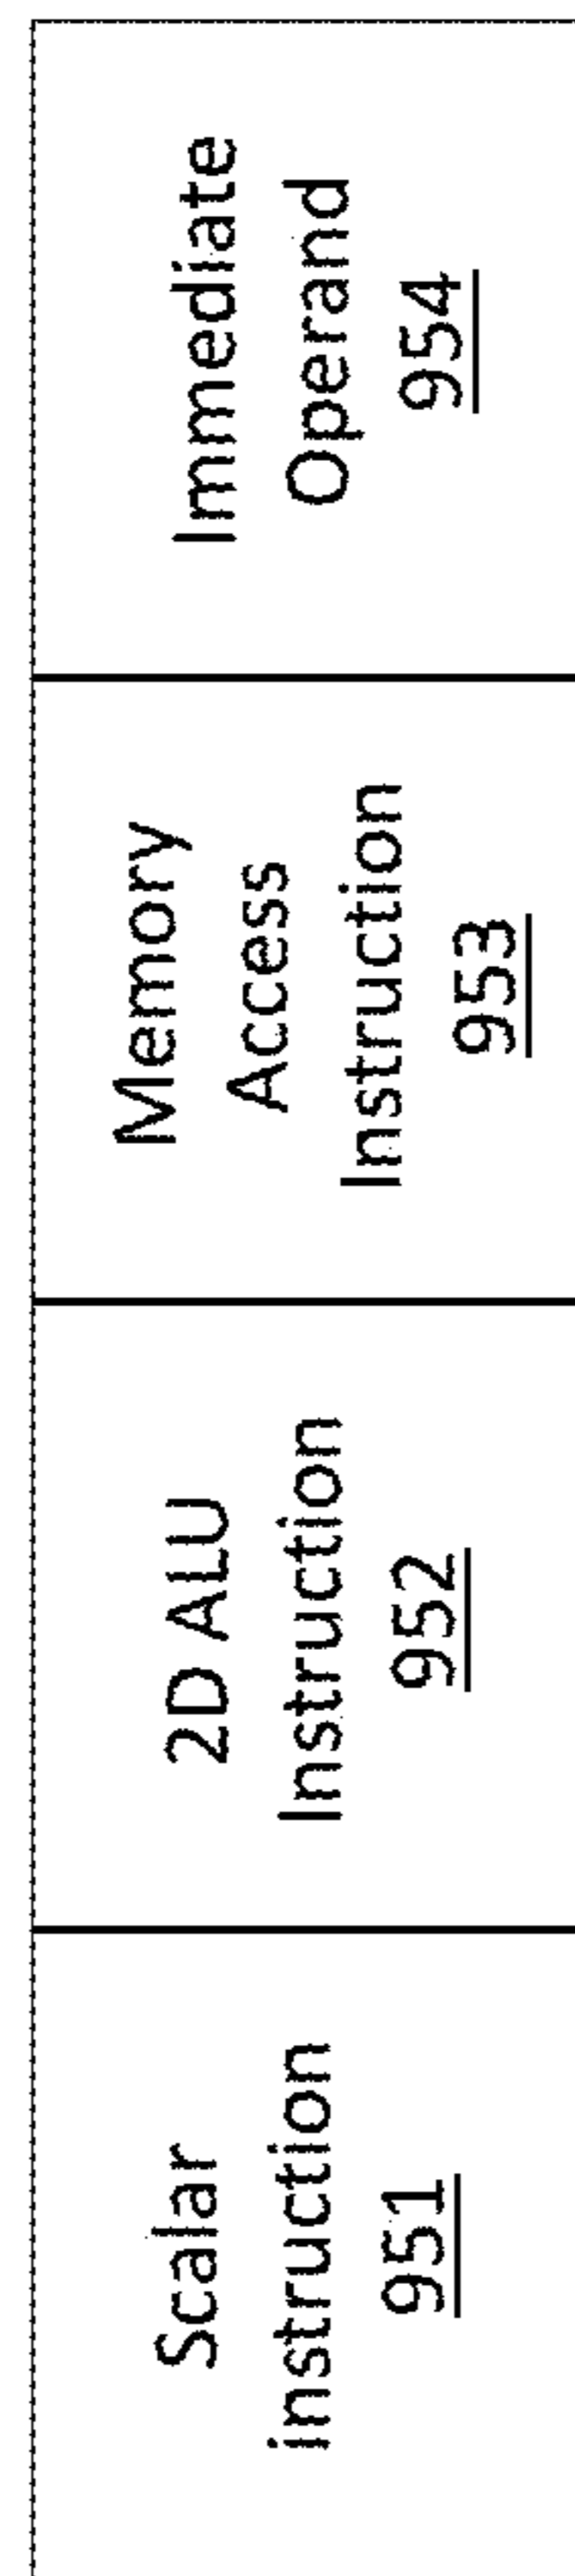 Scalar
instruction
951
2D ALU
Instruction
952
Memory
Access
Instruction
953
Immediate
Operand
954